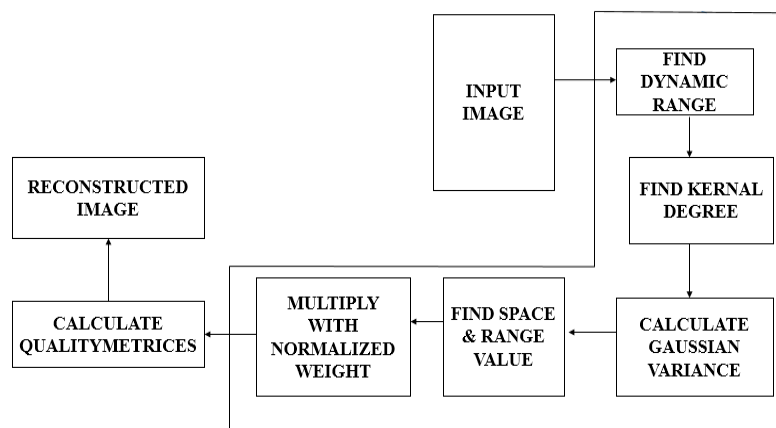 INPUT
IMAGE
FIND
DYNAMIC
RANGE
FIND KERNAL
DEGREE
CALCULATE
GAUSSIAN
VARIANCE
FIND SPACE
& RANGE
VALUE
MULTIPLY
WITH
NORMALIZED
WEIGHT
CALCULATE
QUALITYMETRICES
RECONSTRUCTED
IMAGE